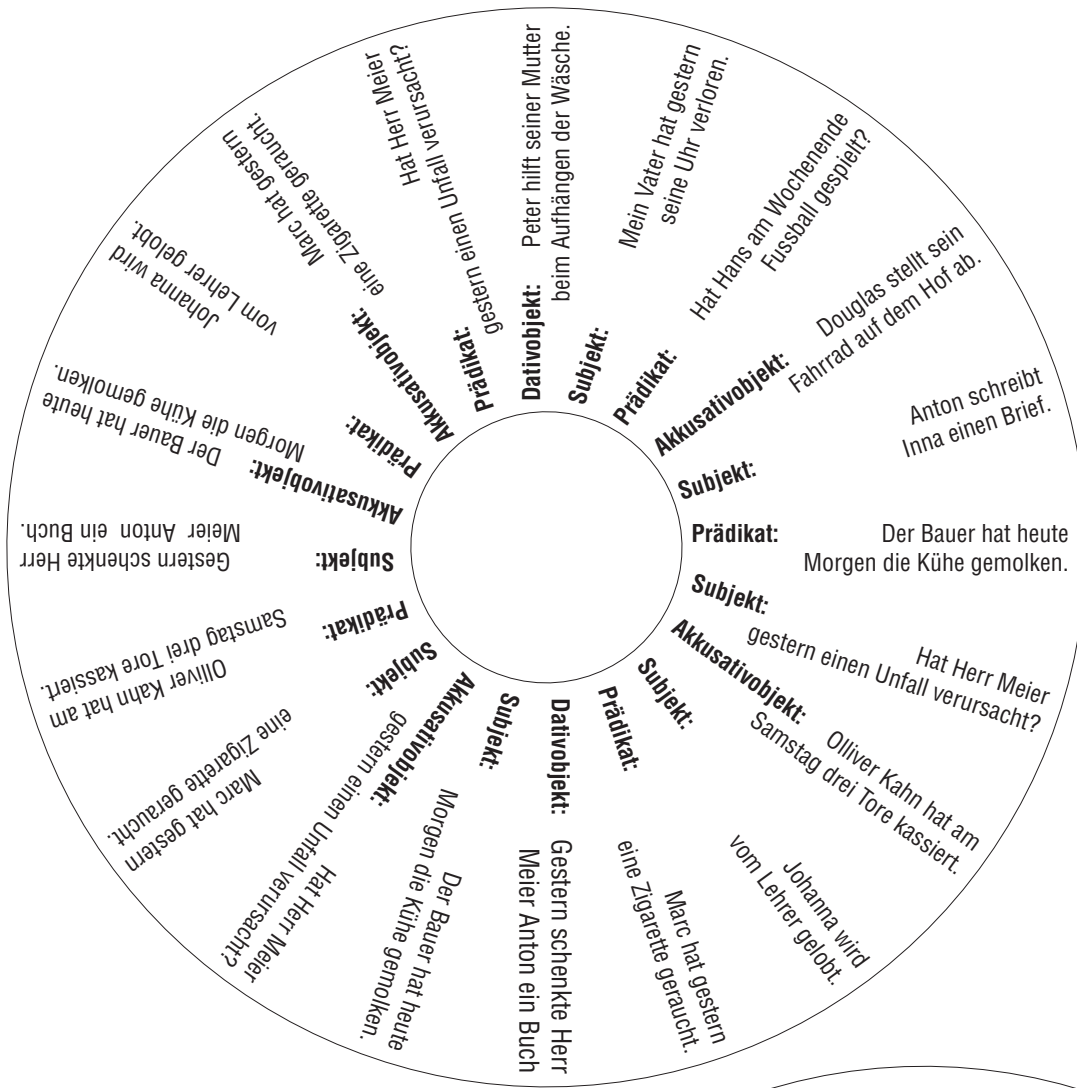 Dativobjekt: Peter hilft seiner Mutter
beim Aufhängen der Wäsche.
Subjekt: Mein Vater hat gestern
seine Uhr verloren.
Prädikat: Hat Hans am Wochenende
Fussball gespielt?
Akkusativobjekt: Douglas stellt sein
Fahrrad auf dem Hof ab.
Subjekt: Anton schreibt
Inna einen Brief.
Prädikat: Der Bauer hat heute
Morgen die Kühe gemolken.
Subjekt: Hat Herr Meier
gestern einen Unfall verursacht?
Akkusativobjekt: Olliver Kahn hat am
Samstag drei Tore kassiert.
Subjekt: Johanna wird
vom Lehrer gelobt.
Prädikat: Marc hat gestern
eine Zigarette geraucht.
Dativobjekt: Gestern schenkte Herr
Meier Anton ein Buch
Subjekt: Der Bauer hat heute
Morgen die Kühe gemolken.
Akkusativobjekt: Hat Herr Meier
gestern einen Unfall verursacht?
Subjekt: Marc hat gestern
eine Zigarette geraucht.
Prädikat: Olliver Kahn hat am
Samstag drei Tore kassiert.
Subjekt: Gestern schenkte Herr
Meier Anton ein Buch.
Akkusativobjekt: Der Bauer hat heute
Morgen die Kühe gemolken.
Prädikat: Johanna wird
vom Lehrer gelobt.
Akkusativobjekt: Marc hat gestern
eine Zigarette geraucht.
Prädikat: Hat Herr Meier
gestern einen Unfall verursacht?